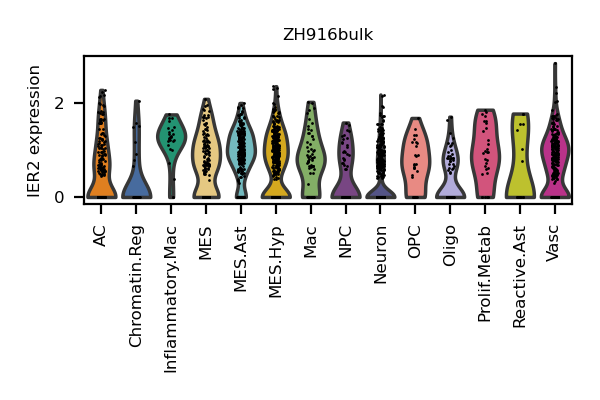 ZH916bulk
IER2 expression
2
0
AC
Chromatin.Reg
Inflammatory.Mac
MES
MES.Ast
MES.Hyp
Mac
NPC
Neuron
OPC
Oligo
Prolif.Metab
Reactive.Ast
Vasc